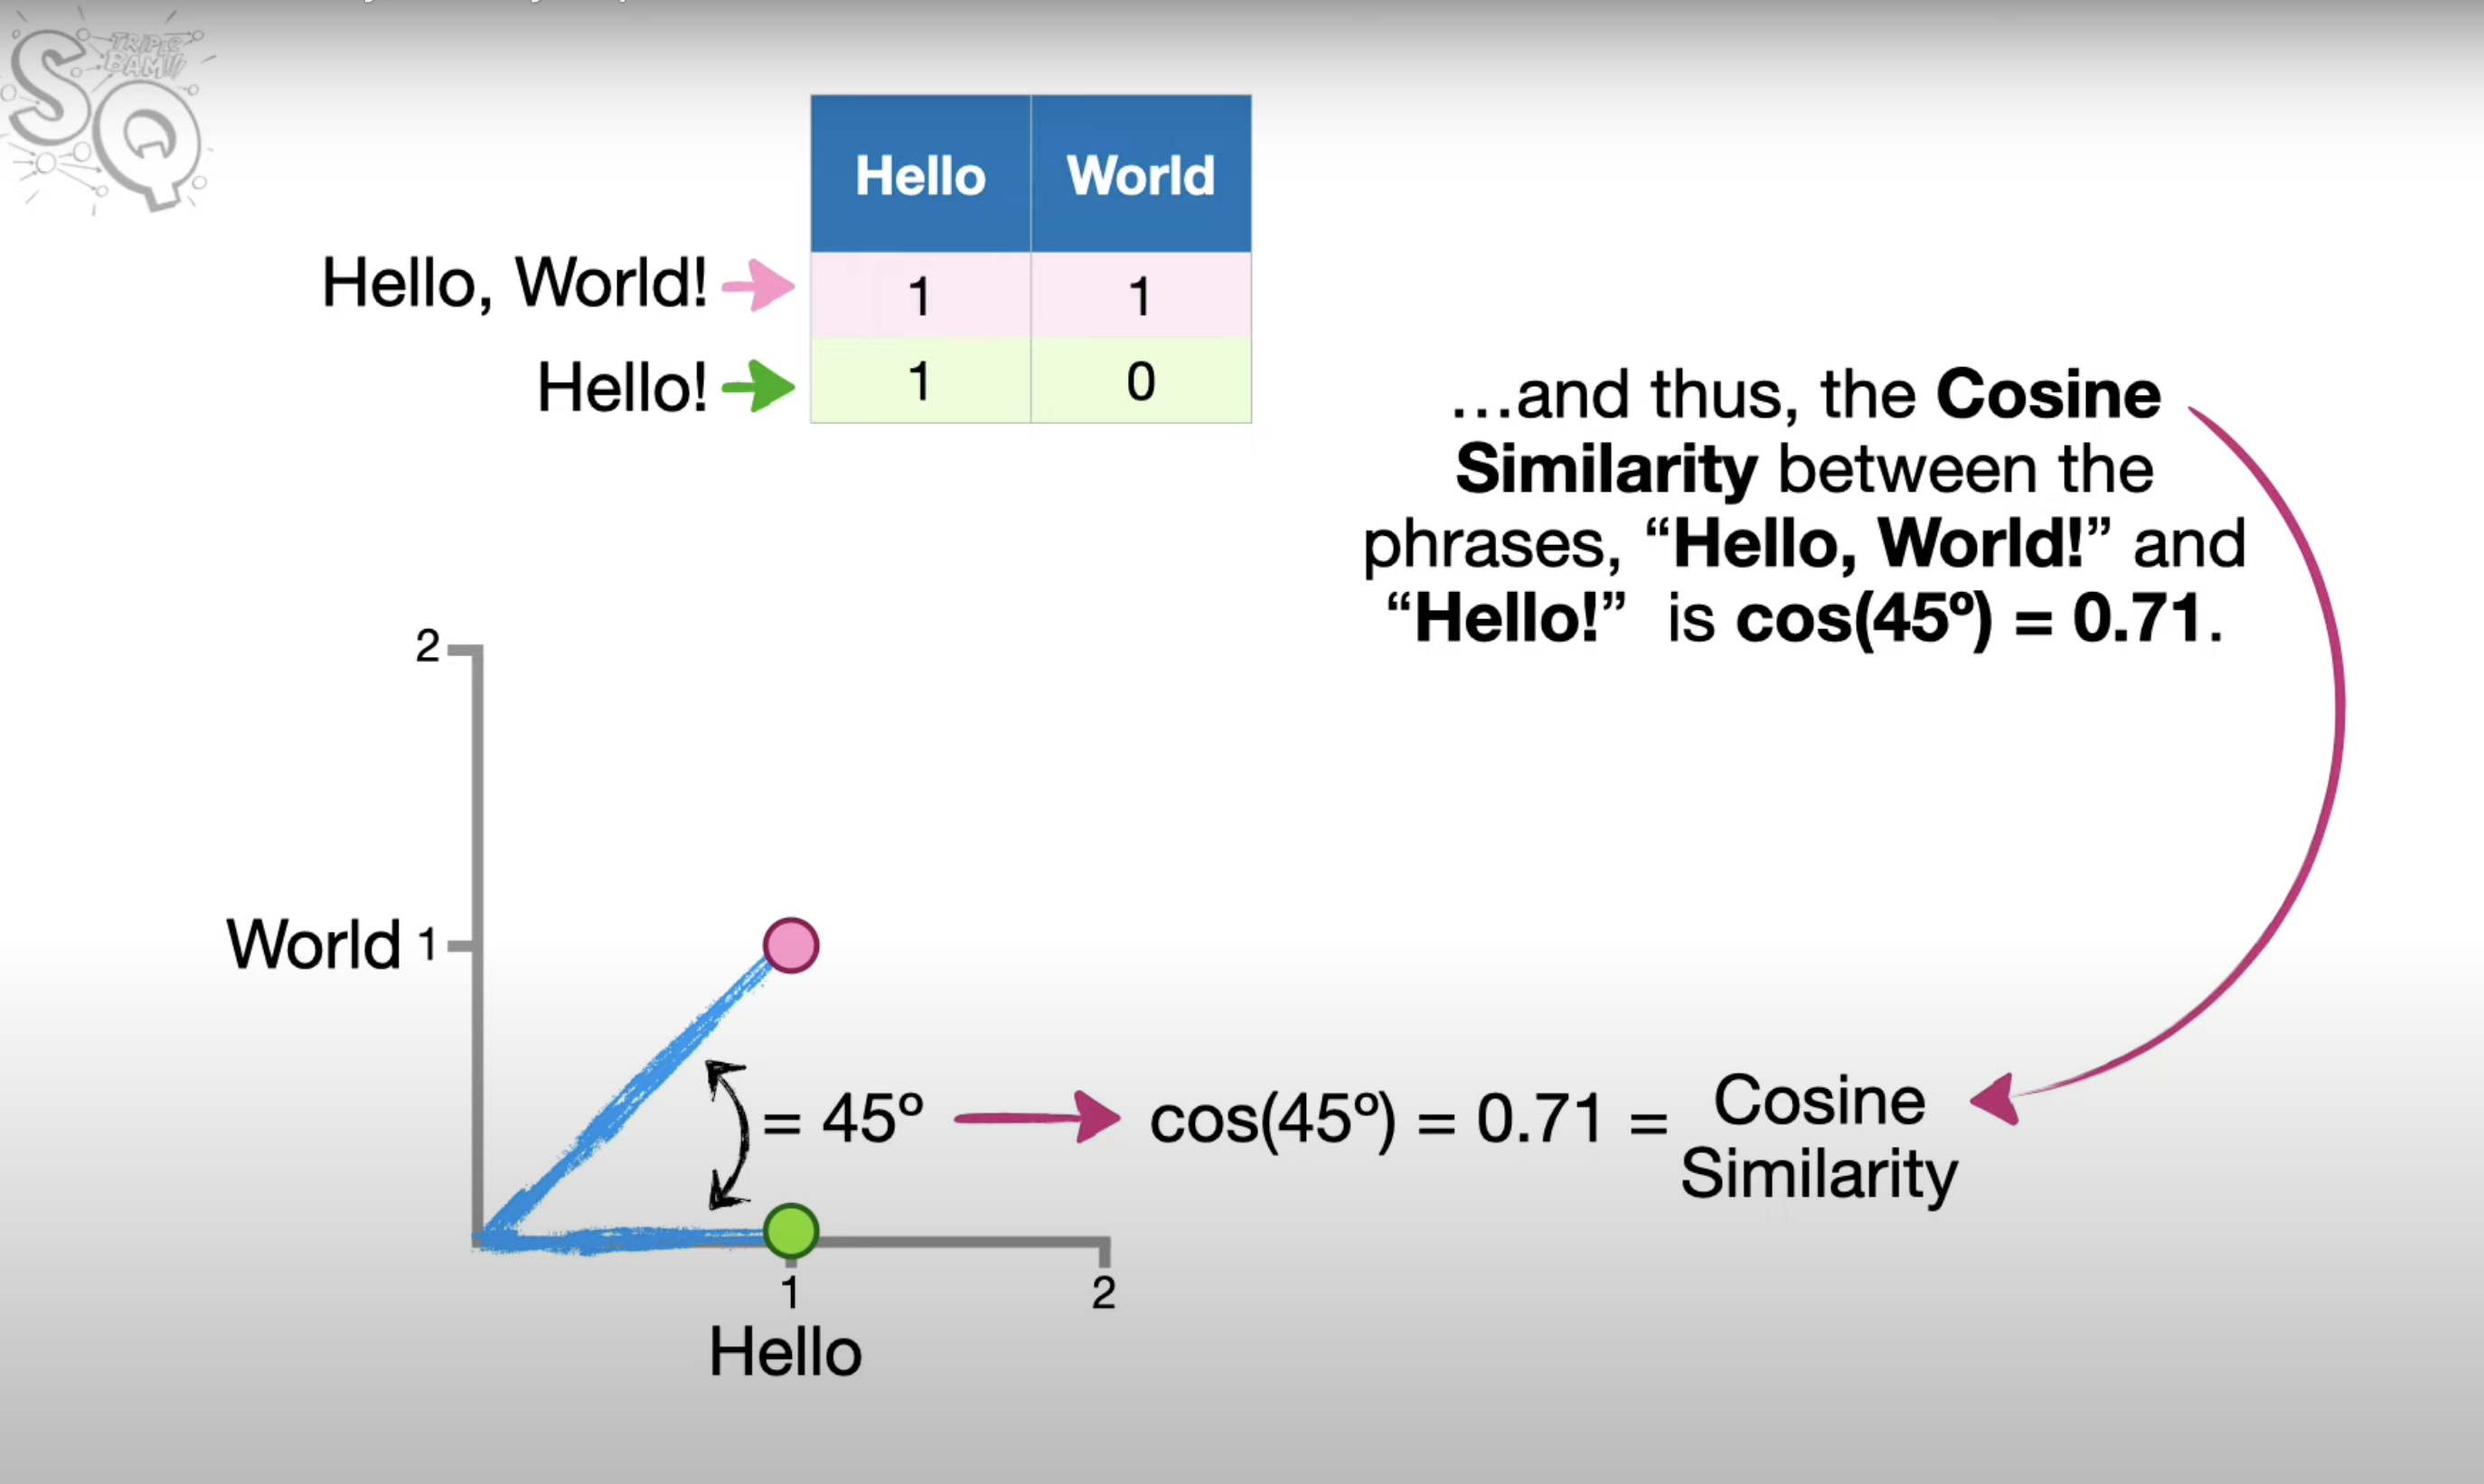 TRIPLE
BAM!!!
SQ
Hello World
Hello, World! 1 1
Hello! 1 0
…and thus, the Cosine
Similarity between the
phrases, “Hello, World!” and
“Hello!” is cos(45º) = 0.71.
2
World 1
= 45º cos(45º) = 0.71 = Cosine
Similarity
1 2
Hello